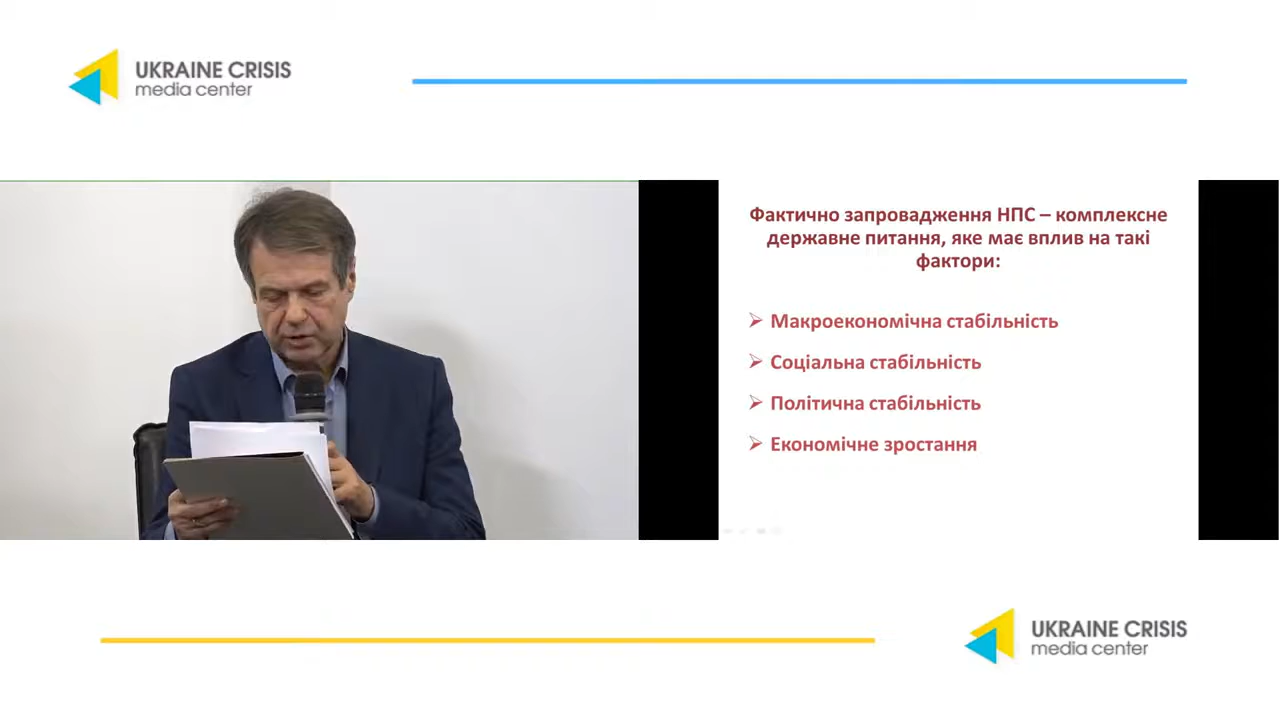 UKRAINE CRISIS
media center
Фактично запровадження НПС – комплексне
державне питання, яке має вплив на такі
фактори:
Макроекономічна стабільність
Соціальна стабільність
Політична стабільність
Економічне зростання
UKRAINE CRISIS
media center